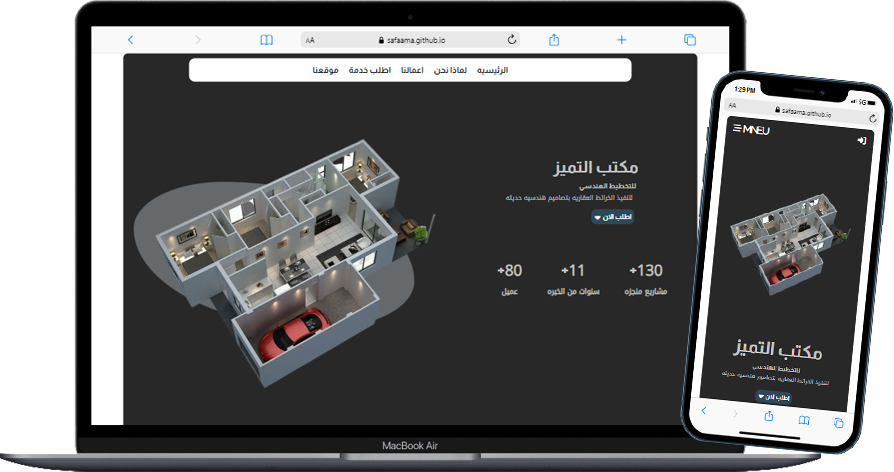 AA
safaama.github.io
الرئيسيه لماذا نحن اعمالنا اطلب خدمة موقعنا
مكتب التميز
للتخطيط الهندسي
لتنفيذ الخرائط العقاريه بتصاميم هندسيه حديثه
اطلب الان
+130 +11 +80
مشاريع منجزه سنوات من الخبره عميل
MacBook Air
1:29 PM
5G
AA
safaama.github.io
MNEU
مكتب التميز
للتخطيط الهندسي
لتنفيذ الخرائط العقاريه بتصاميم هندسيه حديثه
اطلب الان